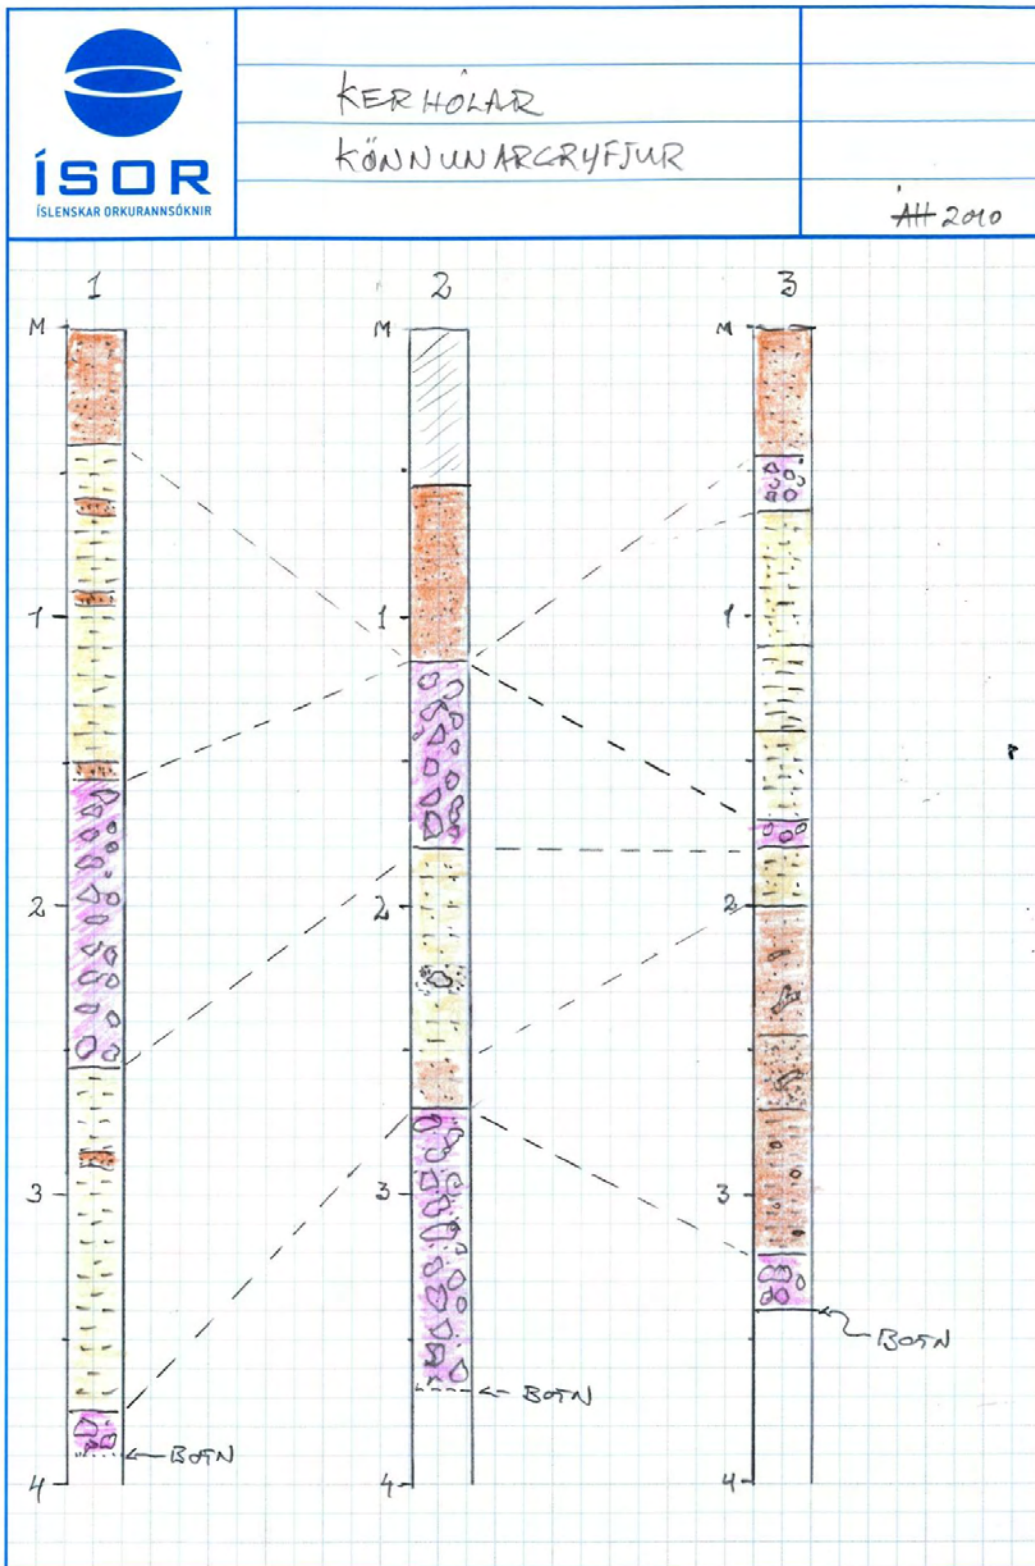 ÍSOR
ÍSLENSKAR ORKURANNSÓKNIR
KERHÓLAR
KÖNNUNARGRYFJUR
ÁH 2010
1 2 3
M M M
1 1 1
2 2 2
3 3 3
BOTN
BOTN
BOTN
4 4 4